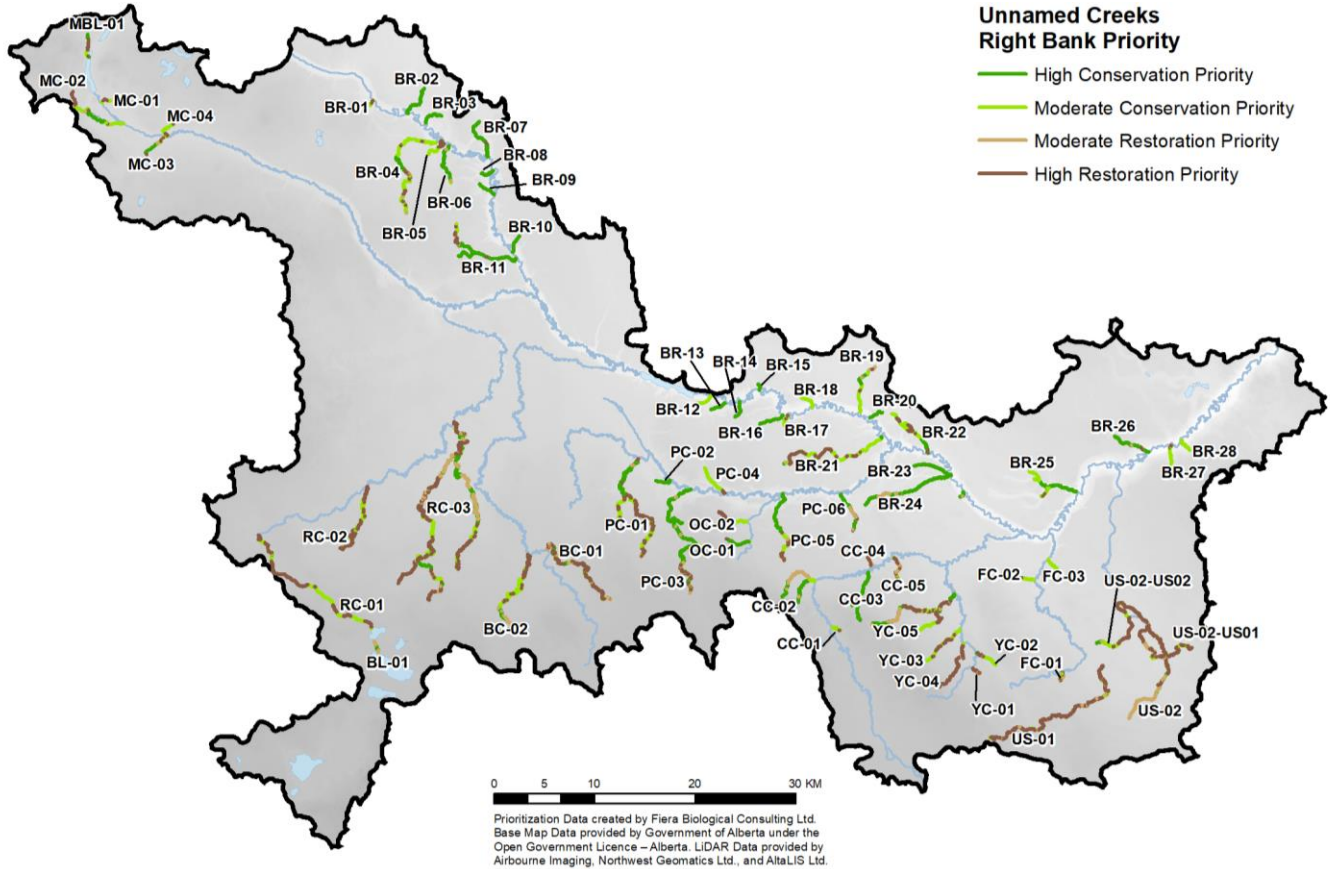 Unnamed Creeks
Right Bank Priority
High Conservation Priority
Moderate Conservation Priority
Moderate Restoration Priority
High Restoration Priority
MBL-01
MC-02
MC-01
MC-04
MC-03
BR-01
BR-02
BR-03
BR-07
BR-08
BR-09
BR-04
BR-05
BR-06
BR-10
BR-11
BR-13
BR-14
BR-15
BR-19
BR-12
BR-18
BR-20
BR-16
BR-17
BR-22
BR-26
BR-28
BR-27
BR-21
BR-23
BR-25
BR-24
PC-02
PC-04
RC-03
RC-02
PC-01
OC-02
OC-01
PC-06
PC-05
PC-03
BC-01
CC-04
CC-05
CC-03
CC-02
CC-01
FC-02
FC-03
US-02-US02
US-02-US01
RC-01
BC-02
BL-01
YC-05
YC-03
YC-04
YC-02
FC-01
YC-01
US-02
US-01
0 5 10 20 30 KM
Prioritization Data created by Fiera Biological Consulting Ltd.
Base Map Data provided by Government of Alberta under the
Open Government Licence – Alberta. LiDAR Data provided by
Airbourne Imaging, Northwest Geomatics Ltd., and AltaLIS Ltd.